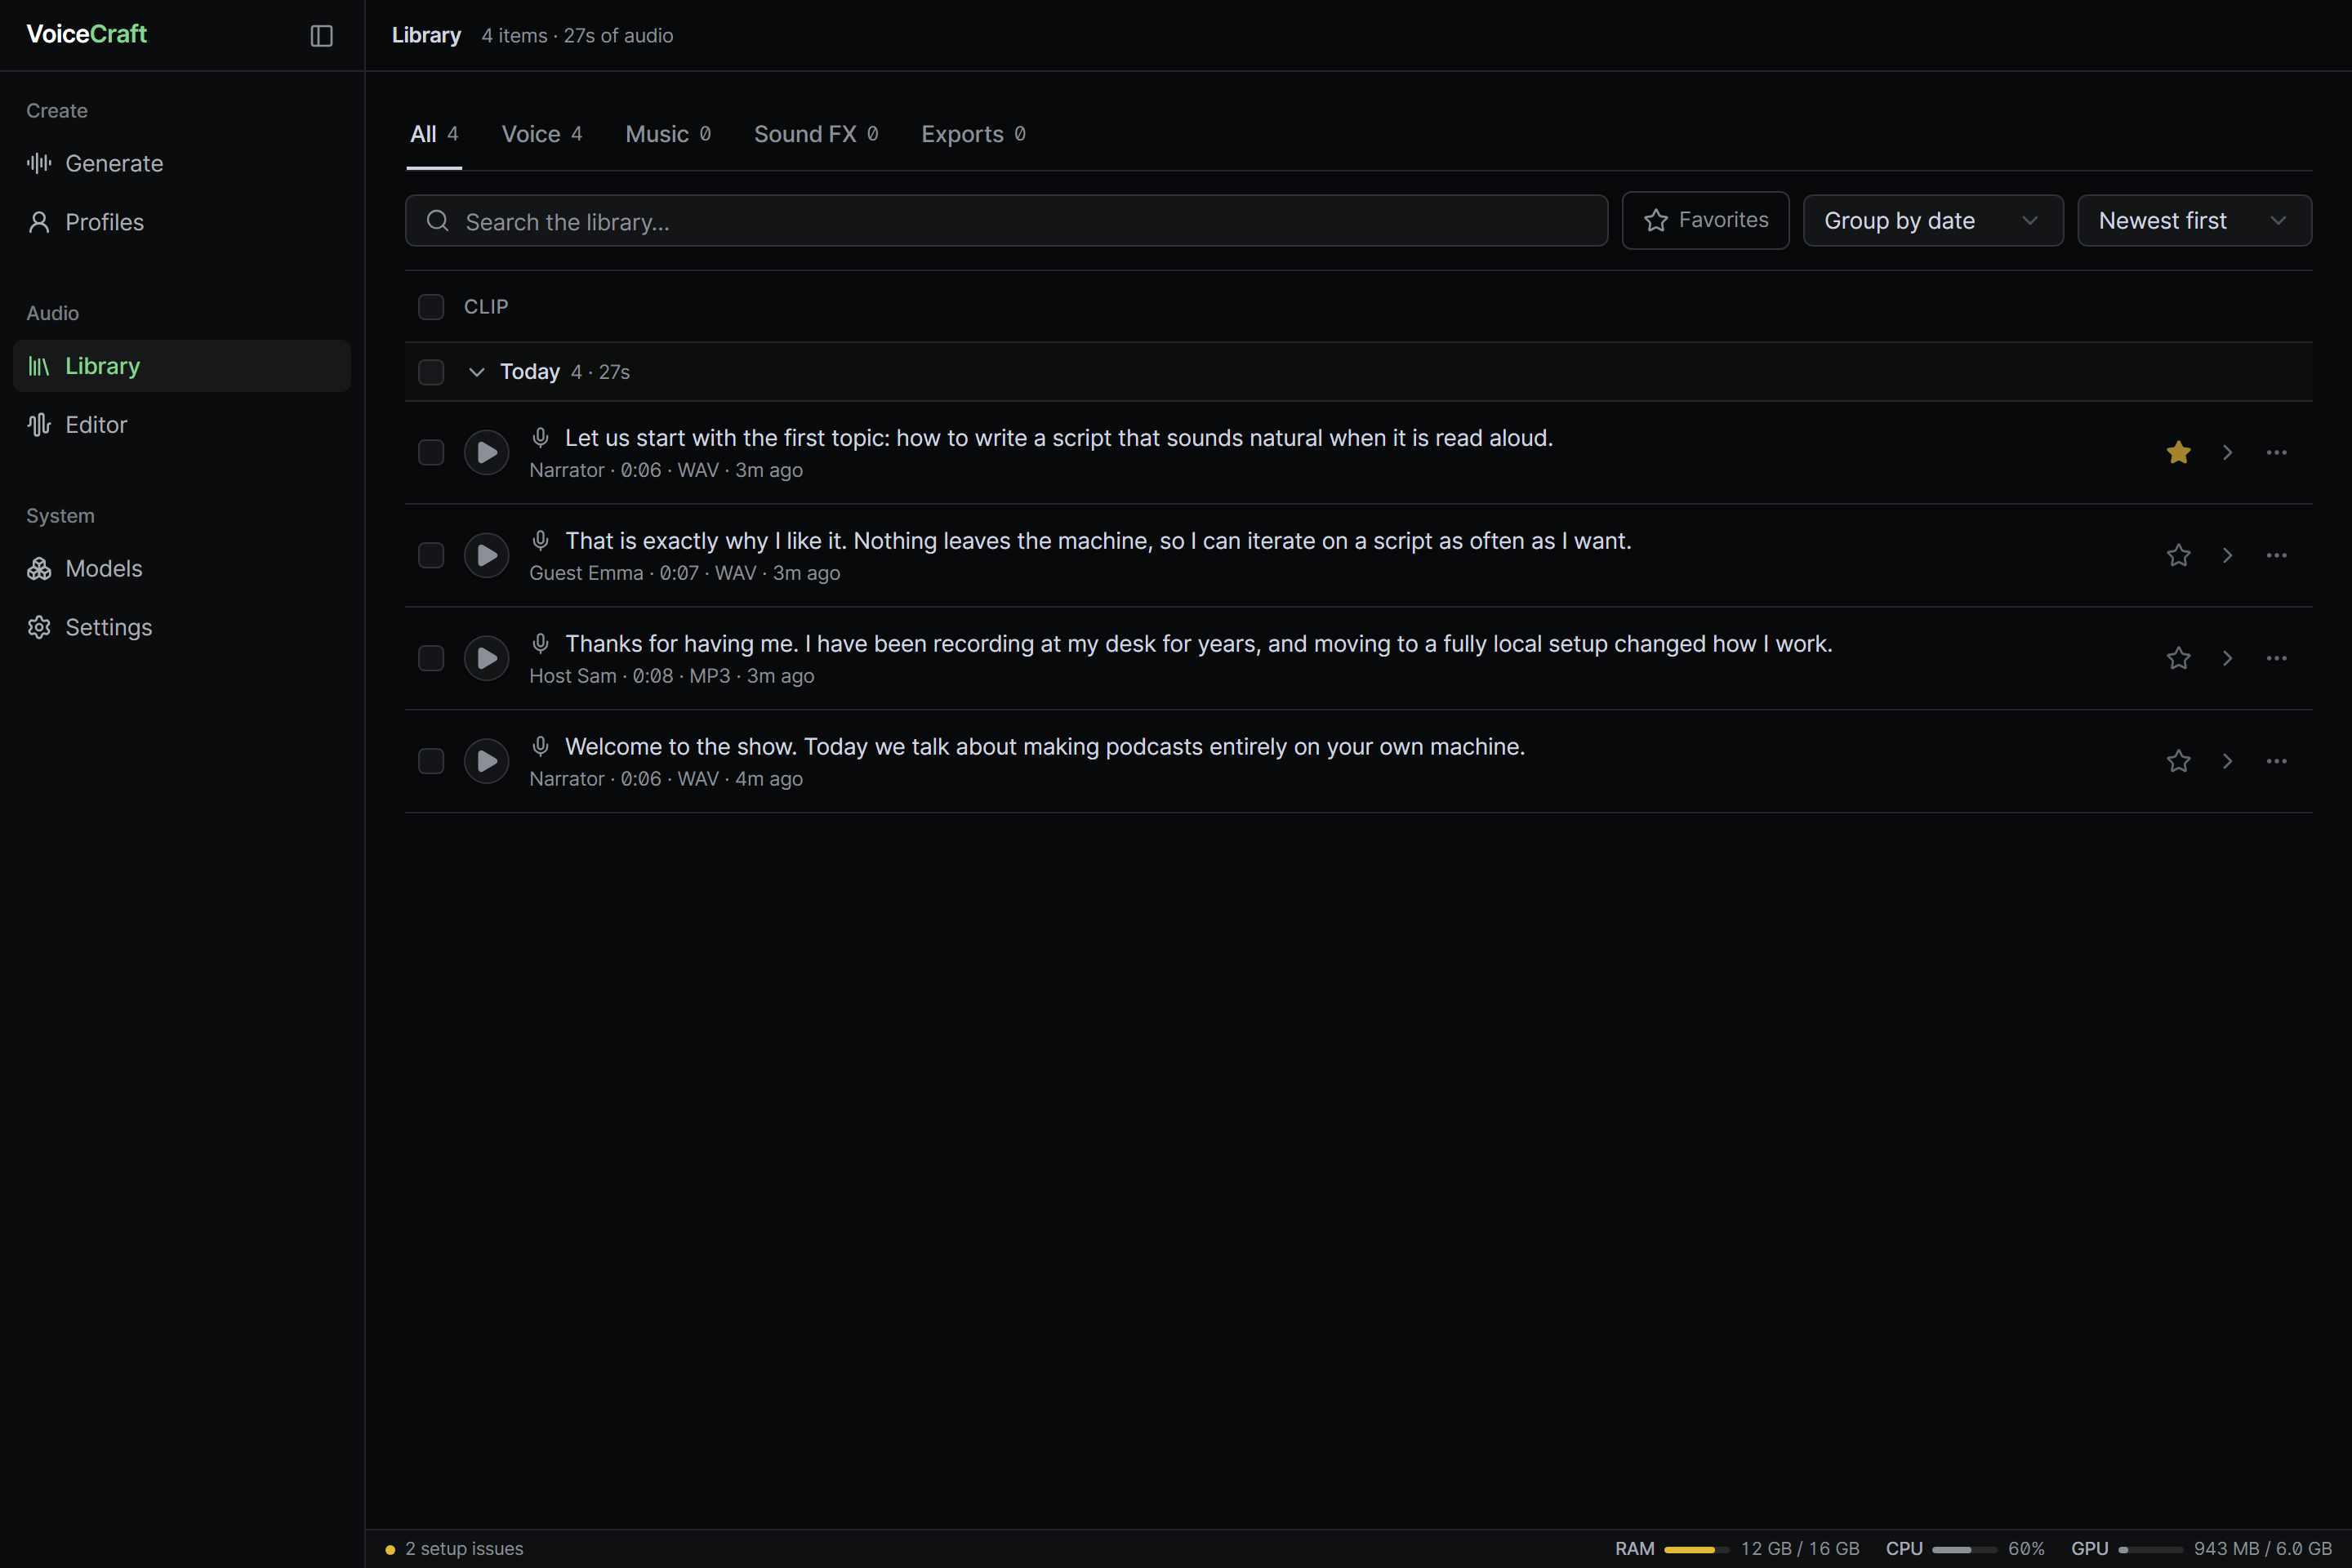 VoiceCraft
Library 4 items · 27s of audio
Create
Generate
Profiles
Audio
Library
Editor
System
Models
Settings
All 4 Voice 4 Music 0 Sound FX 0 Exports 0
Search the library...
Favorites
Group by date
Newest first
CLIP
Today 4 · 27s
Let us start with the first topic: how to write a script that sounds natural when it is read aloud.
Narrator · 0:06 · WAV · 3m ago
That is exactly why I like it. Nothing leaves the machine, so I can iterate on a script as often as I want.
Guest Emma · 0:07 · WAV · 3m ago
Thanks for having me. I have been recording at my desk for years, and moving to a fully local setup changed how I work.
Host Sam · 0:08 · MP3 · 3m ago
Welcome to the show. Today we talk about making podcasts entirely on your own machine.
Narrator · 0:06 · WAV · 4m ago
2 setup issues
RAM 12 GB / 16 GB CPU 60% GPU 943 MB / 6.0 GB